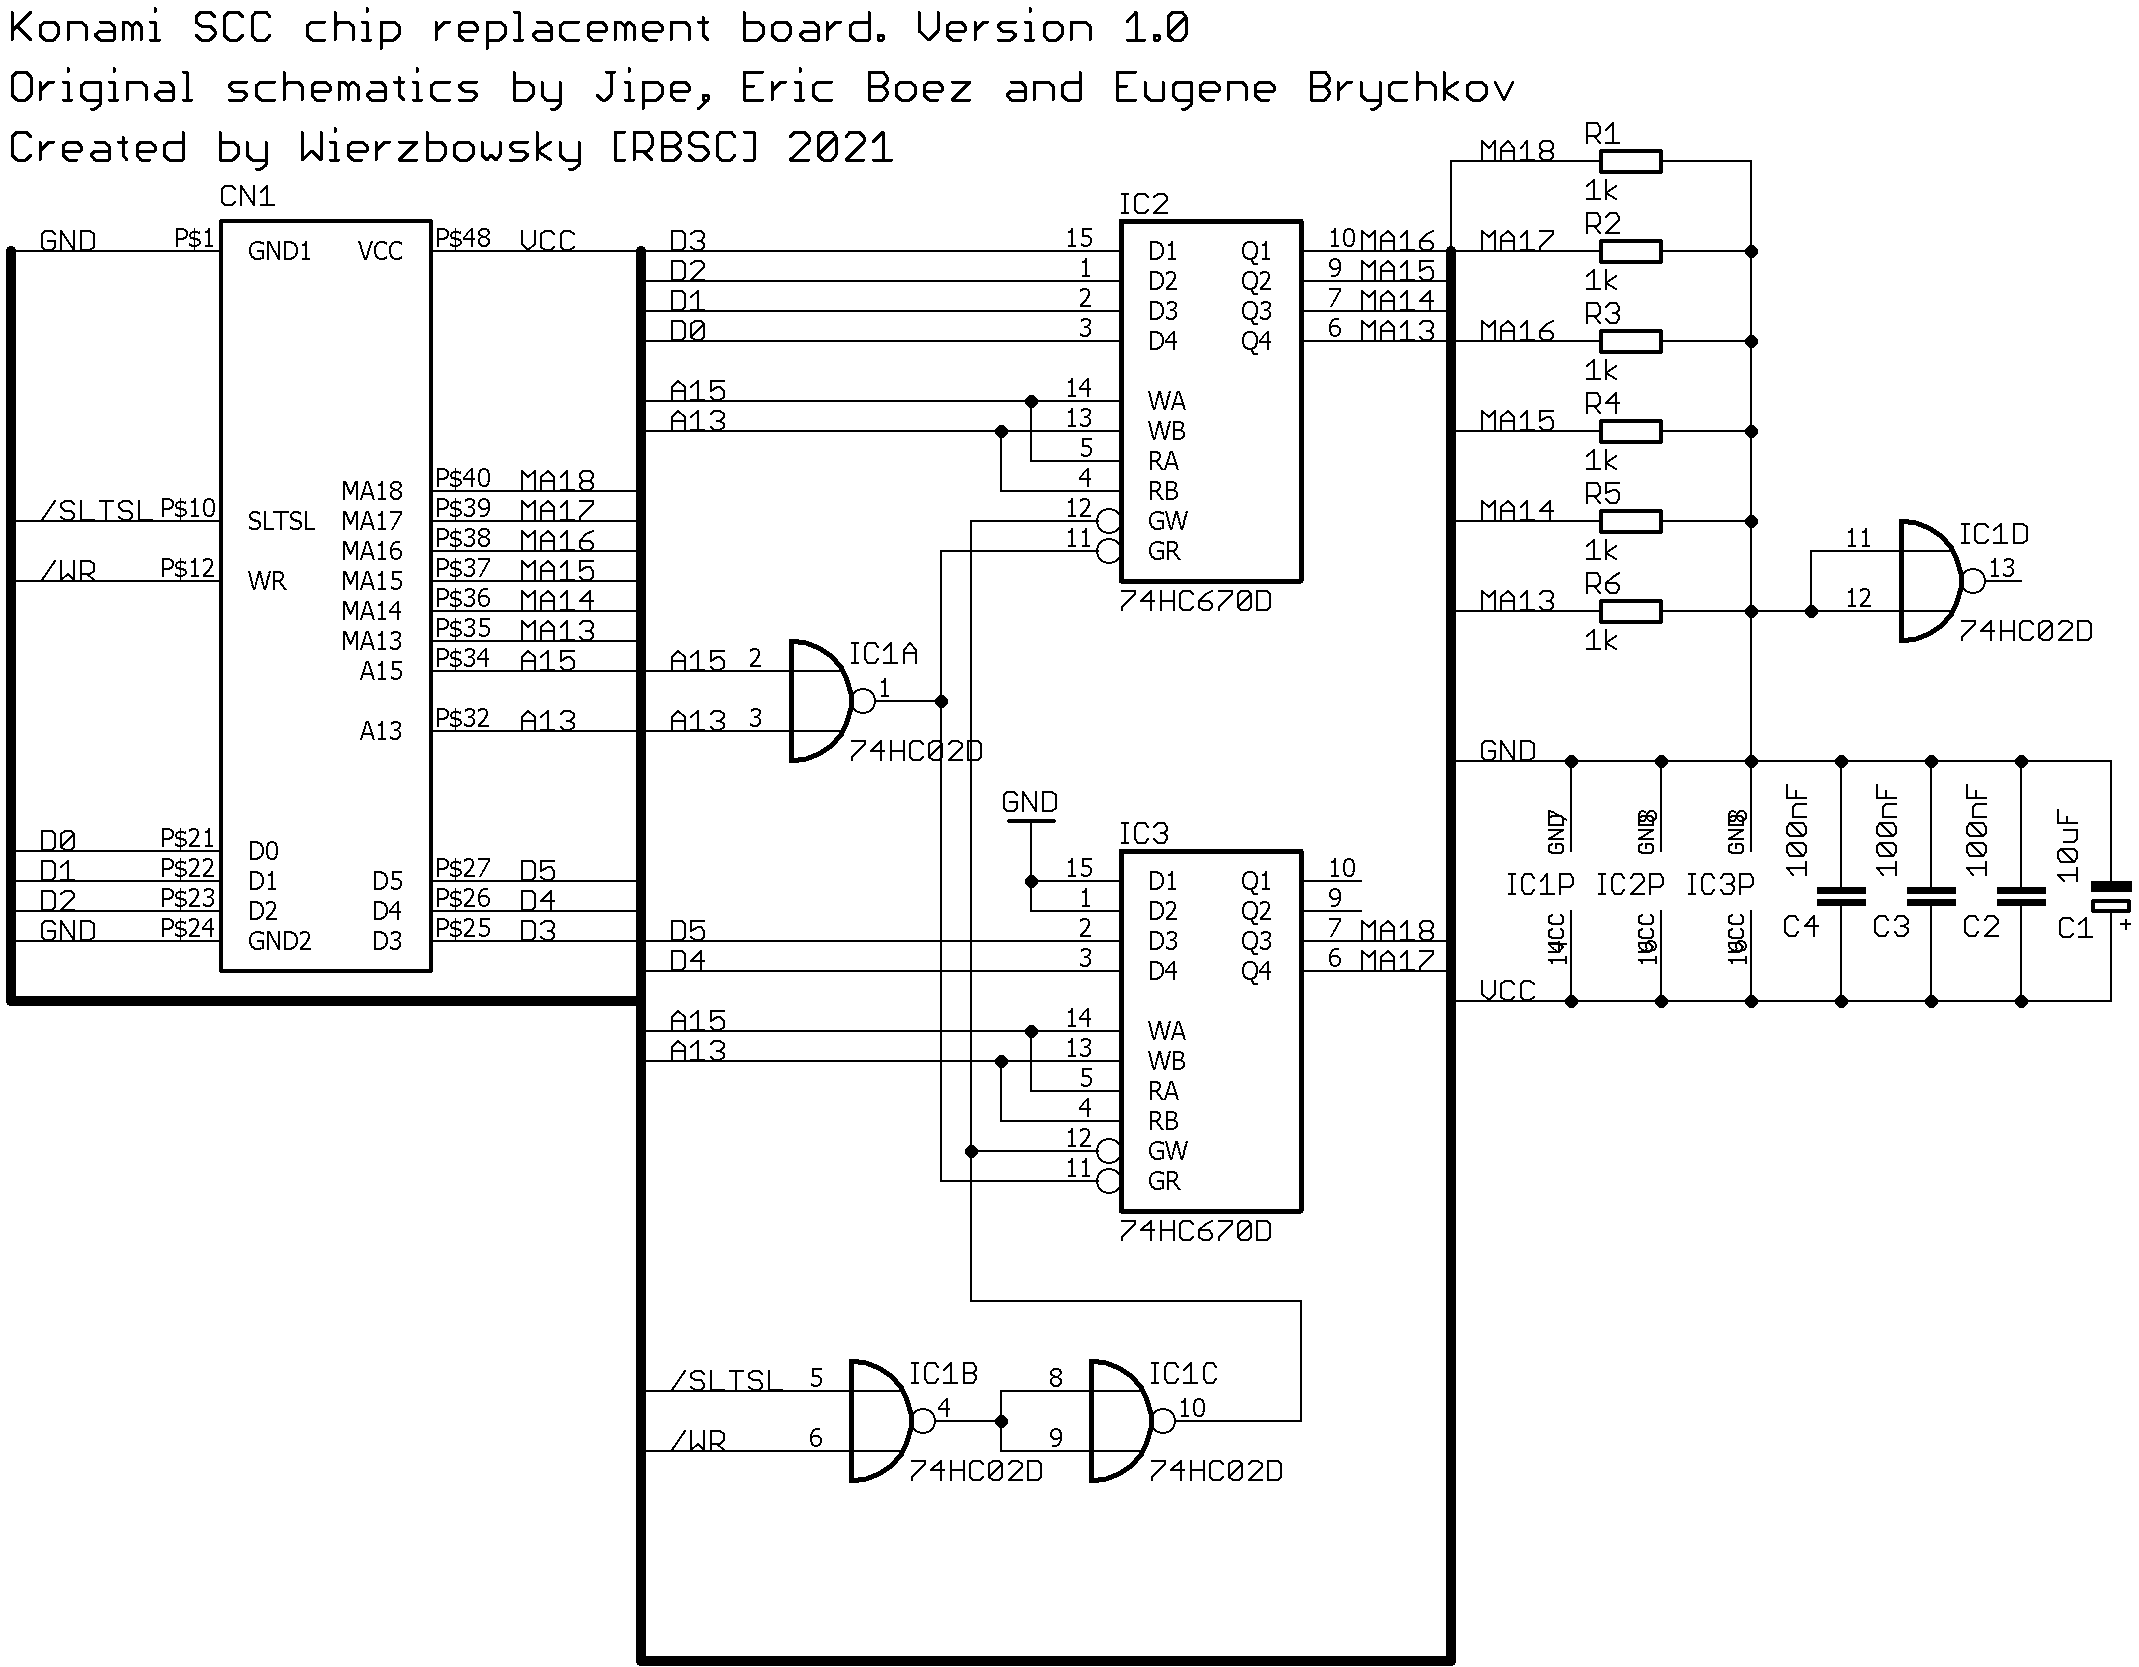 Konami SCC chip replacement board. Version 1.0
Original schematics by Jipe, Eric Boez and Eugene Brychkov
Created by Wierzbowsky [RBSC] 2021
CN1
GND P$1 GND1 VCC P$48 VCC
MA18 P$40 MA18
/SLTSL P$10 SLTSL MA17 P$39 MA17
MA16 P$38 MA16
/WR P$12 WR MA15 P$37 MA15
MA14 P$36 MA14
MA13 P$35 MA13
A15 P$34 A15
A13 P$32 A13
D0 P$21 D0
D1 P$22 D1 D5 P$27 D5
D2 P$23 D2 D4 P$26 D4
GND P$24 GND2 D3 P$25 D3
IC2
D3 15 D1 Q1 10 MA16
D2 1 D2 Q2 9 MA15
D1 2 D3 Q3 7 MA14
D0 3 D4 Q4 6 MA13
A15 14 WA
A13 13 WB
5 RA
4 RB
12 GW
11 GR
74HC670D
A15 2 IC1A
1
A13 3 74HC02D
GND
IC3
15 D1 Q1 10
1 D2 Q2 9
D5 2 D3 Q3 7 MA18
D4 3 D4 Q4 6 MA17
A15 14 WA
A13 13 WB
5 RA
4 RB
12 GW
11 GR
74HC670D
/SLTSL 5 IC1B 8 IC1C
4 10
/WR 6 74HC02D 9 74HC02D
MA18 R1
1k
MA17 R2
1k
MA16 R3
1k
MA15 R4
1k
MA14 R5
1k
MA13 R6
1k
11 IC1D
13
12 74HC02D
GND
GND 7 GND 8 GND 8 100nF 100nF 100nF 10uF
IC1P IC2P IC3P
VCC 14 VCC 16 VCC 16 C4 C3 C2 C1 +
VCC